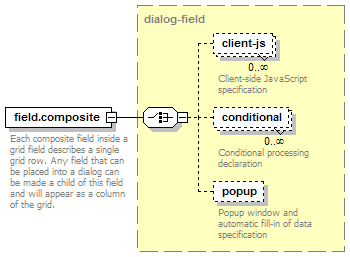 dialog-field
client-js
0..∞
Client-side JavaScript
specification
field.composite
Each composite field inside a
grid field describes a single
grid row. Any field that can
be placed into a dialog can
be made a child of this field
and will appear as a column
of the grid.
conditional
0..∞
Conditional processing
declaration
popup
Popup window and
automatic fill-in of data
specification